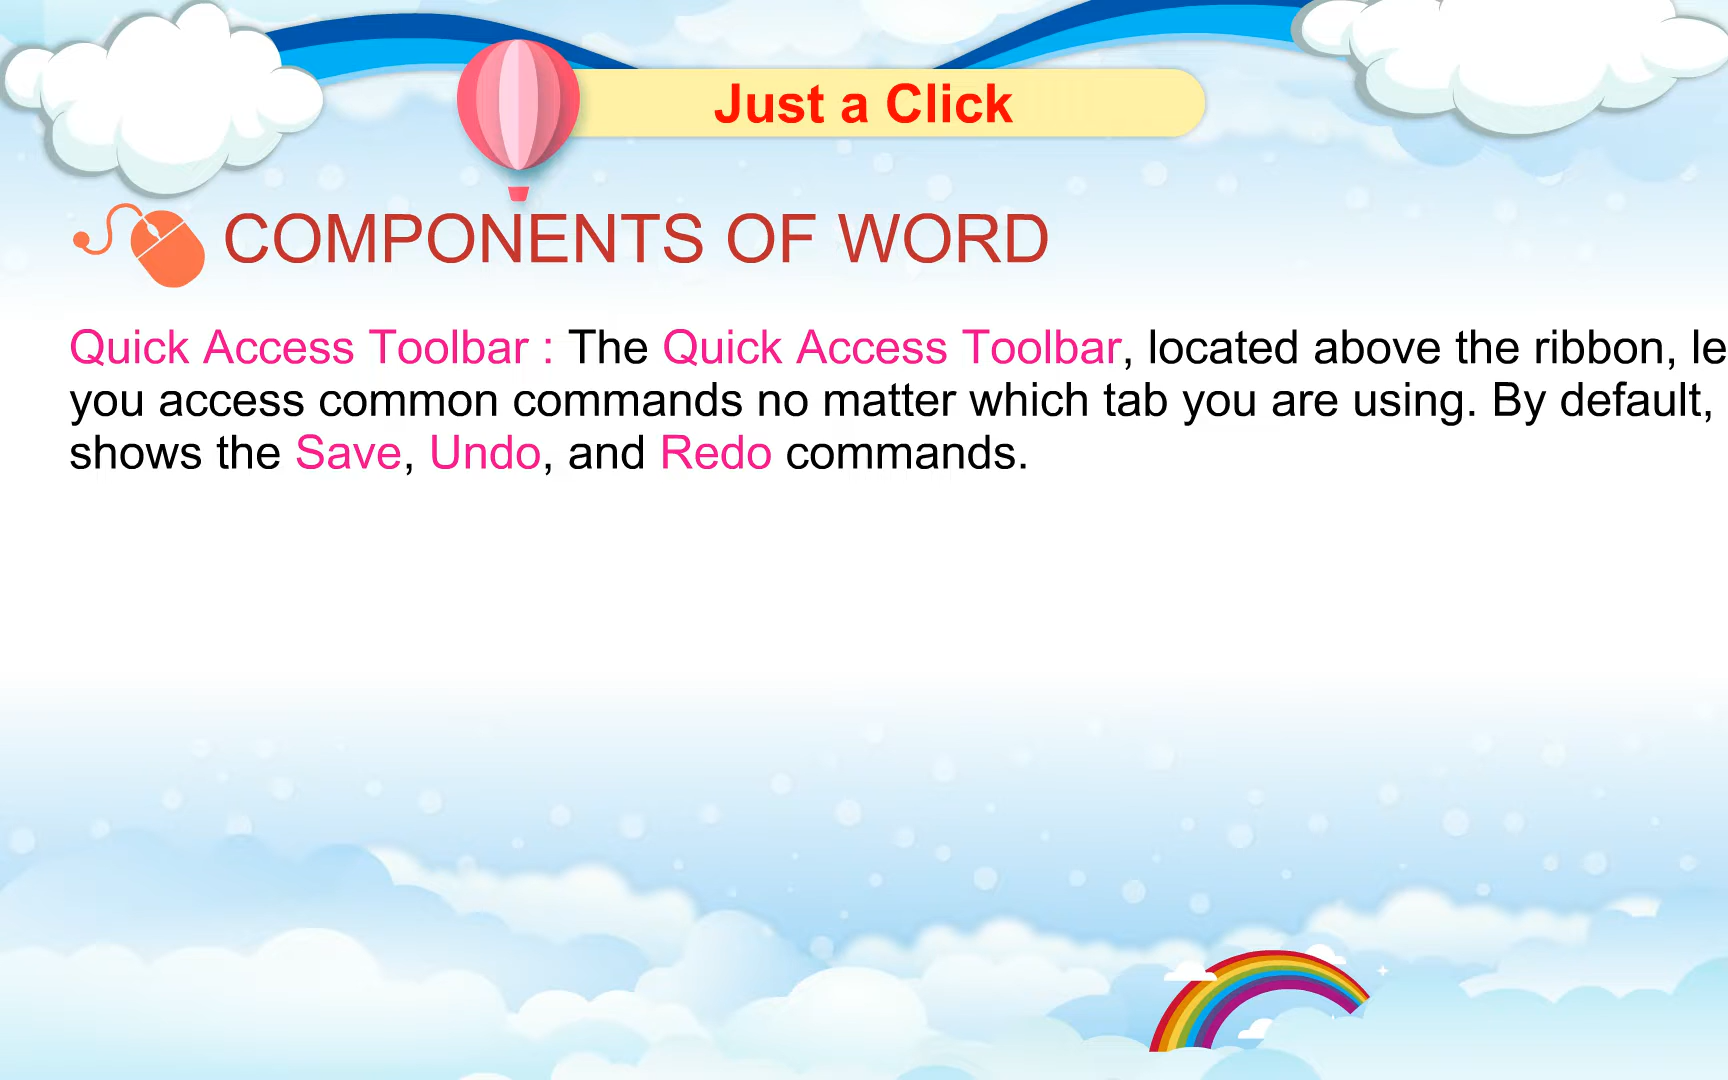 Just a Click
COMPONENTS OF WORD
Quick Access Toolbar : The Quick Access Toolbar, located above the ribbon, le
you access common commands no matter which tab you are using. By default,
shows the Save, Undo, and Redo commands.